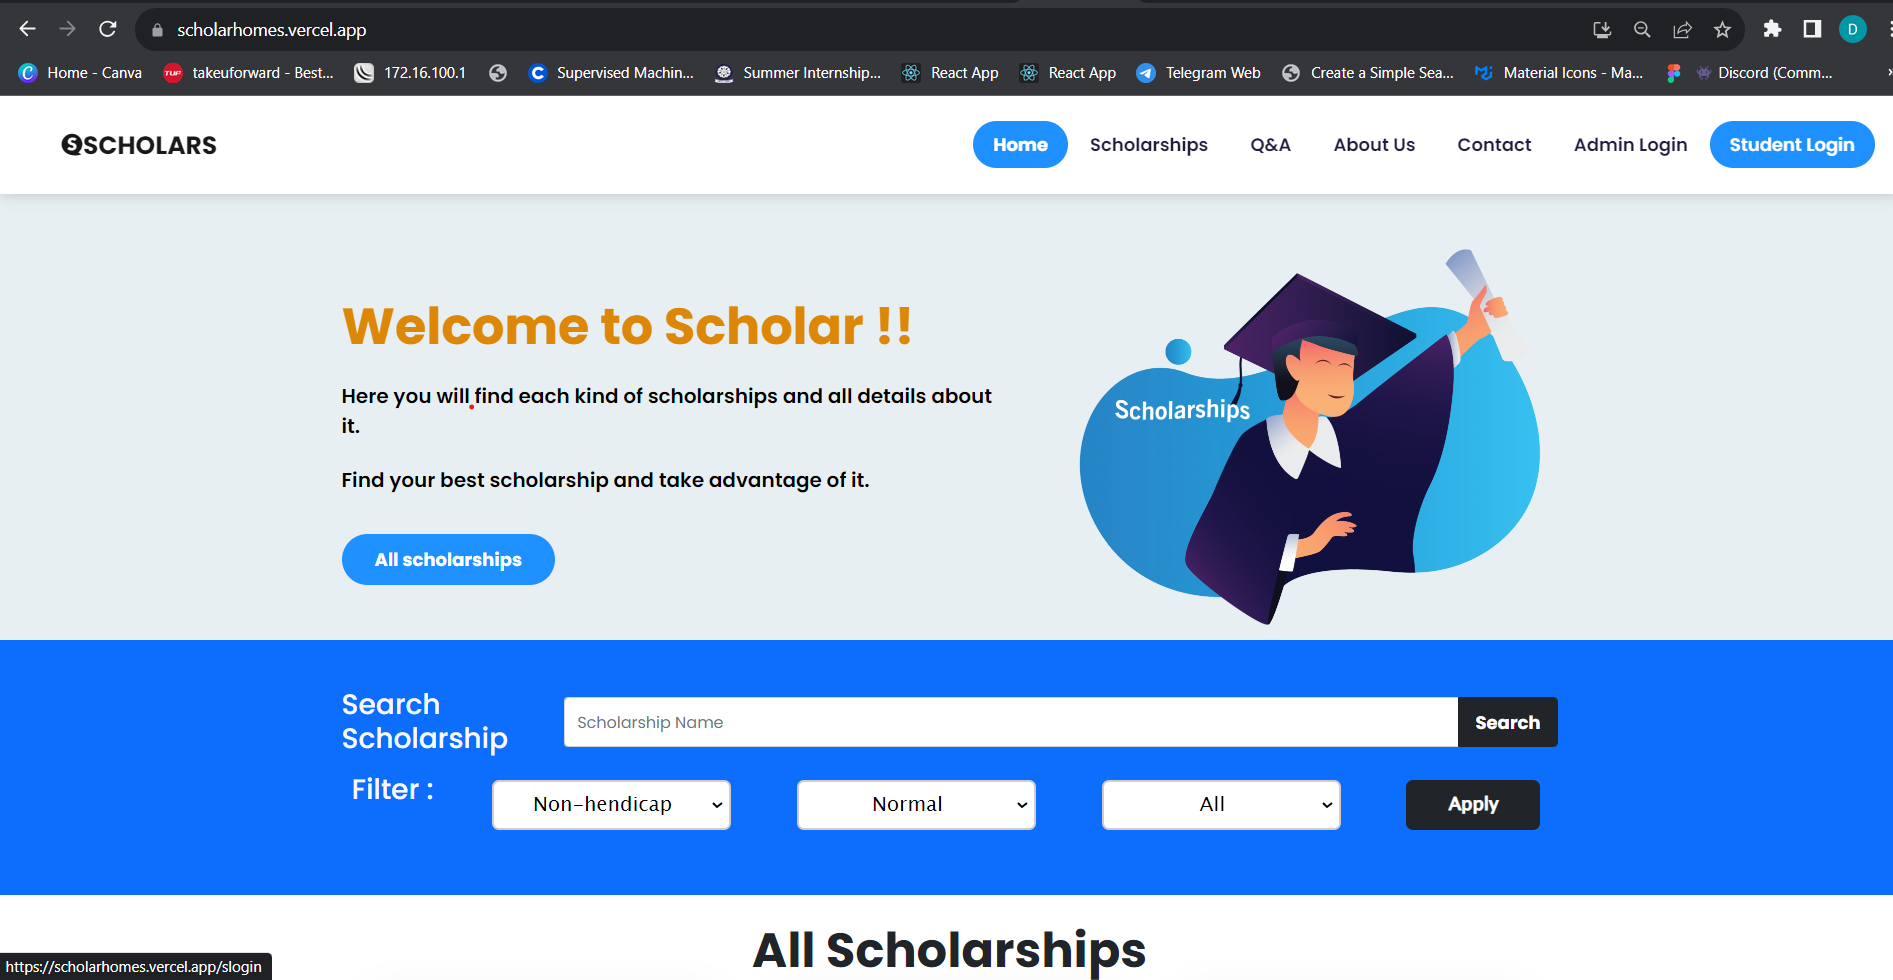 scholarhomes.vercel.app
D
Home - Canva
TUF
takeuforward - Best...
172.16.100.1
C
Supervised Machin...
Summer Internship...
React App
React App
Telegram Web
Create a Simple Sea...
Material Icons - Ma...
Discord (Comm...
SSCHOLARS
Home
Scholarships
Q&A
About Us
Contact
Admin Login
Student Login
Welcome to Scholar !!
Here you will find each kind of scholarships and all details about
it.
Find your best scholarship and take advantage of it.
All scholarships
Scholarships
Search
Scholarship
Scholarship Name
Search
Filter :
Non-hendicap
Normal
All
Apply
All Scholarships
https://scholarhomes.vercel.app/slogin